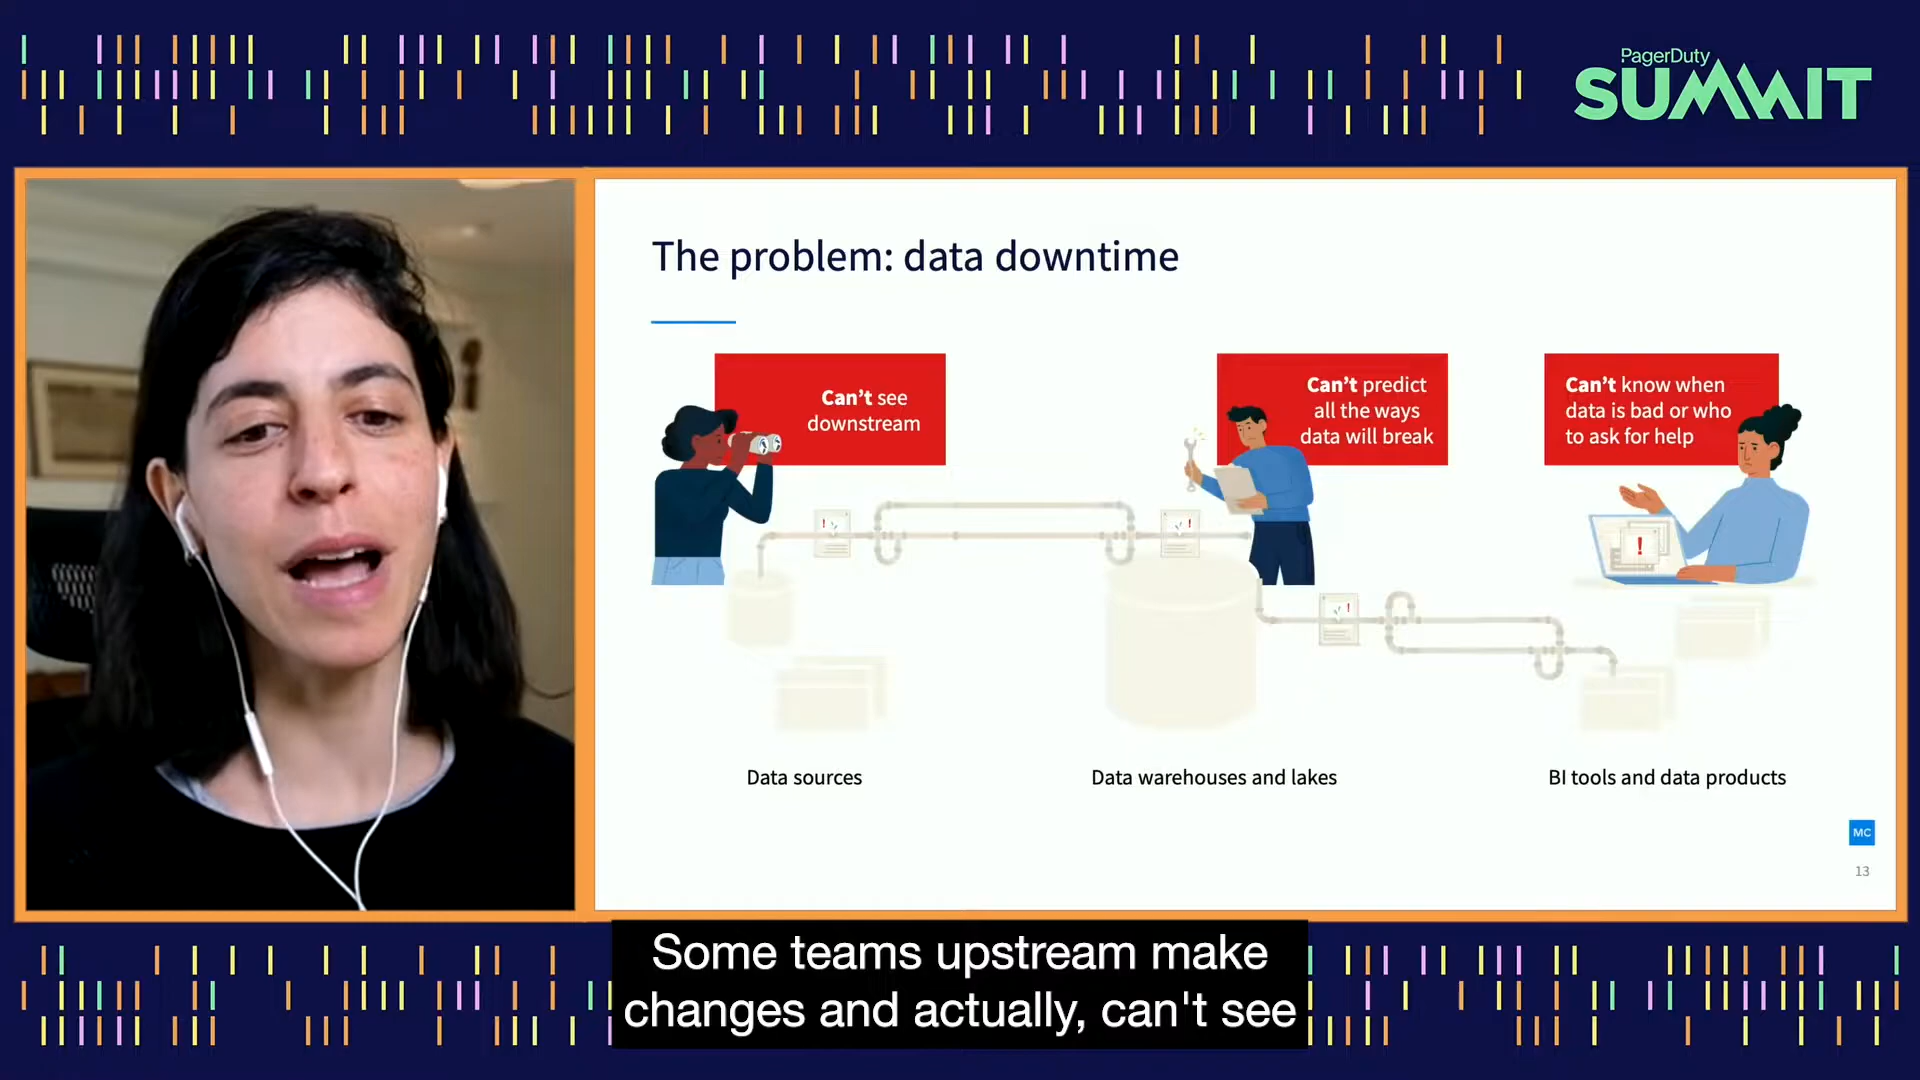 PagerDuty
SUMMIT
The problem: data downtime
Can't see
downstream
Can't predict
all the ways
data will break
Can't know when
data is bad or who
to ask for help
!
!
!
!
Data sources
Data warehouses and lakes
BI tools and data products
MC
13
Some teams upstream make
changes and actually, can't see